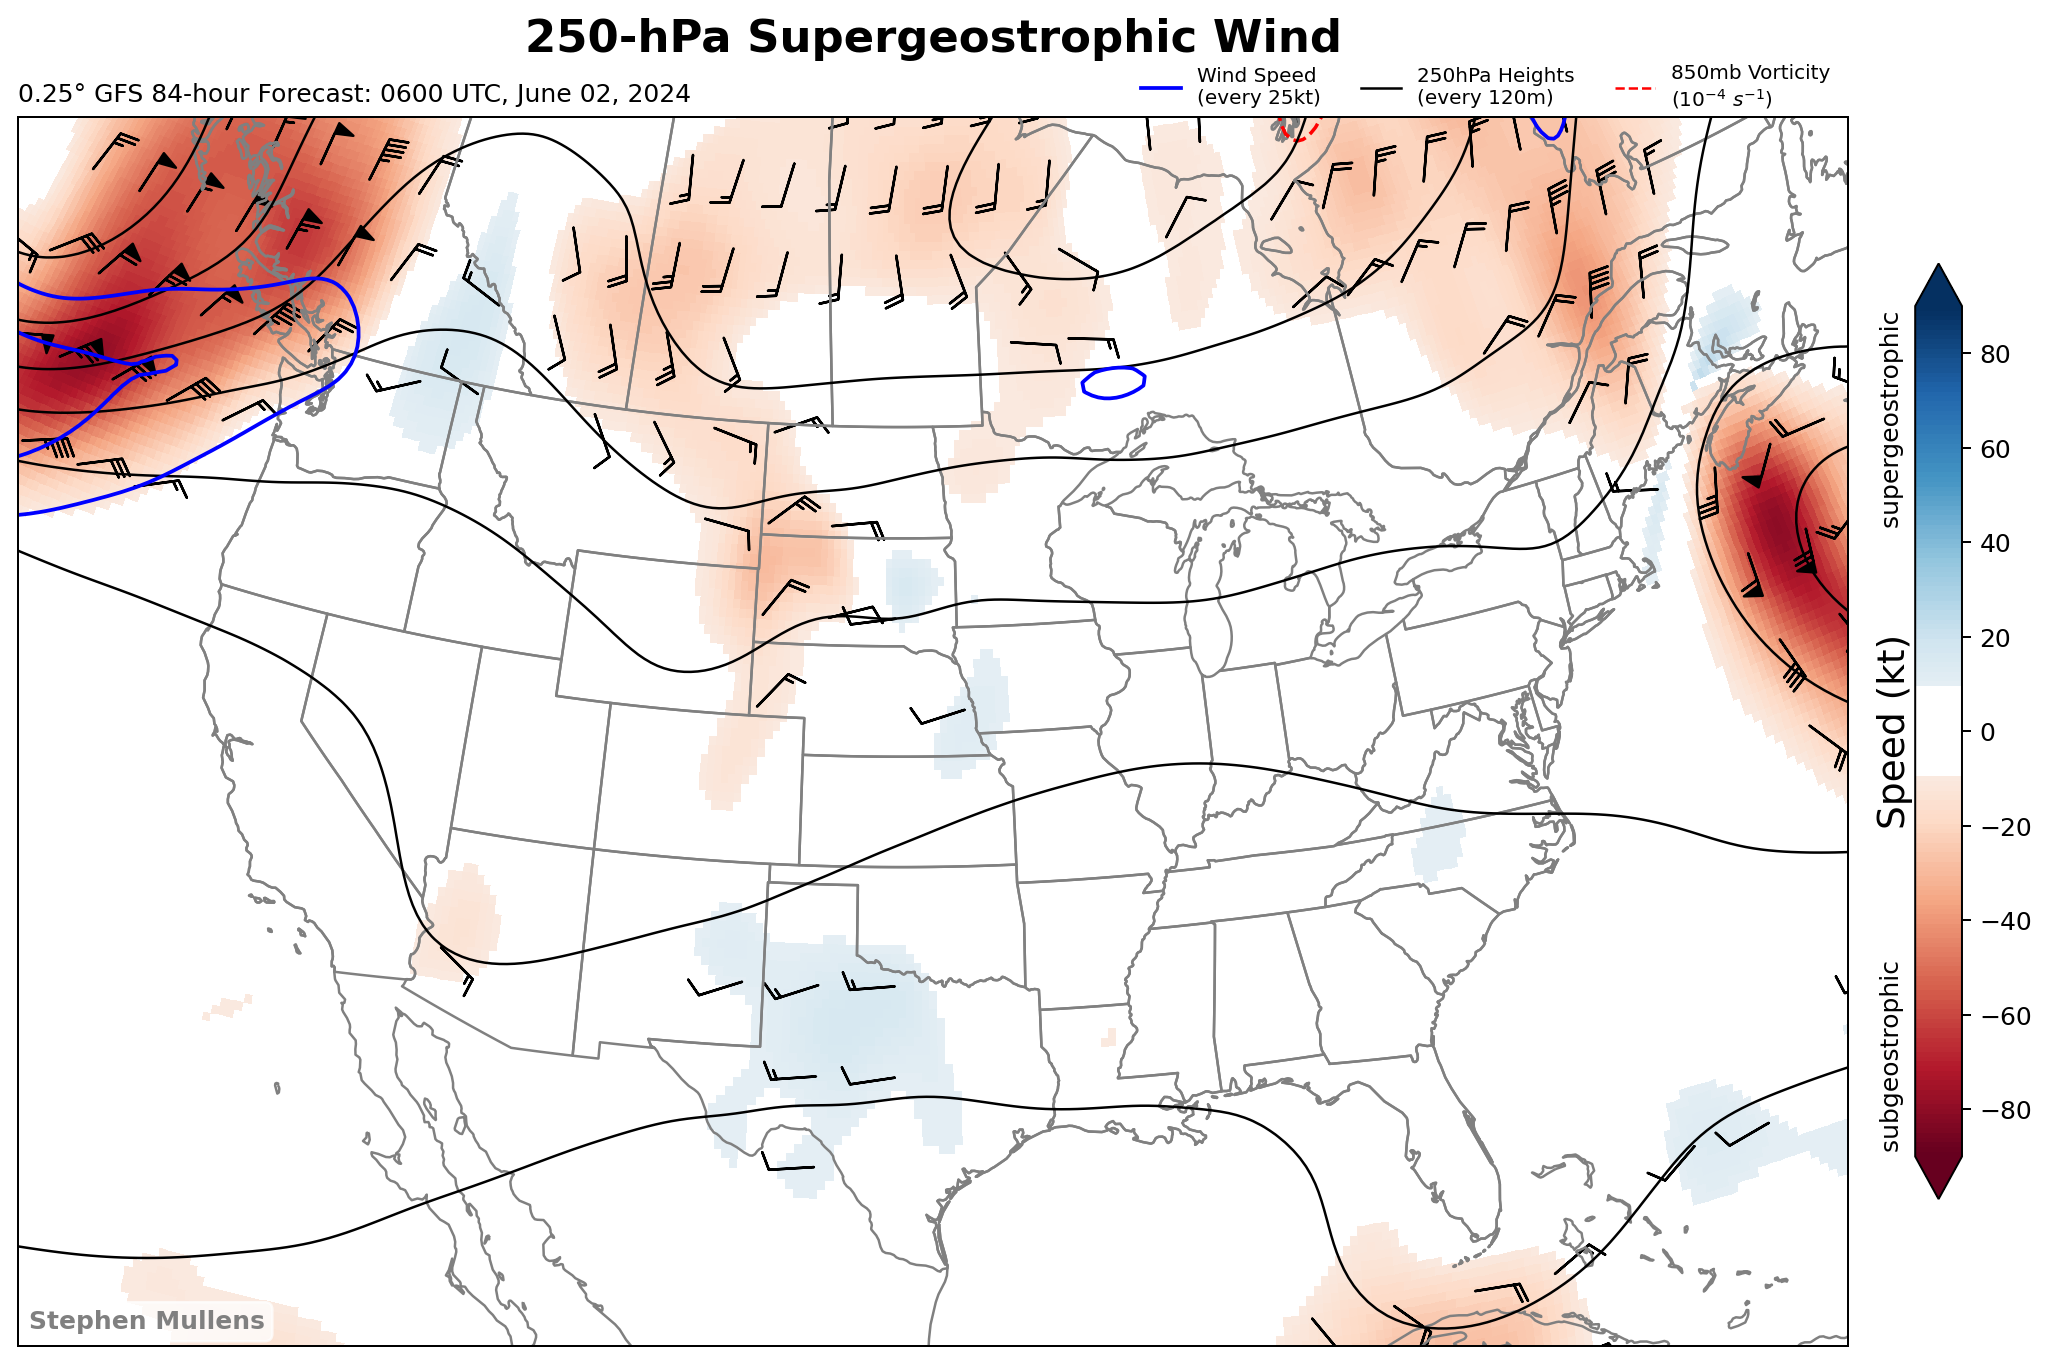 250-hPa Supergeostrophic Wind
0.25° GFS 84-hour Forecast: 0600 UTC, June 02, 2024
Wind Speed
(every 25kt)
250hPa Heights
(every 120m)
850mb Vorticity
(10⁻⁴ s⁻¹)
supergeostrophic
Speed (kt)
subgeostrophic
80
60
40
20
0
−20
−40
−60
−80
Stephen Mullens